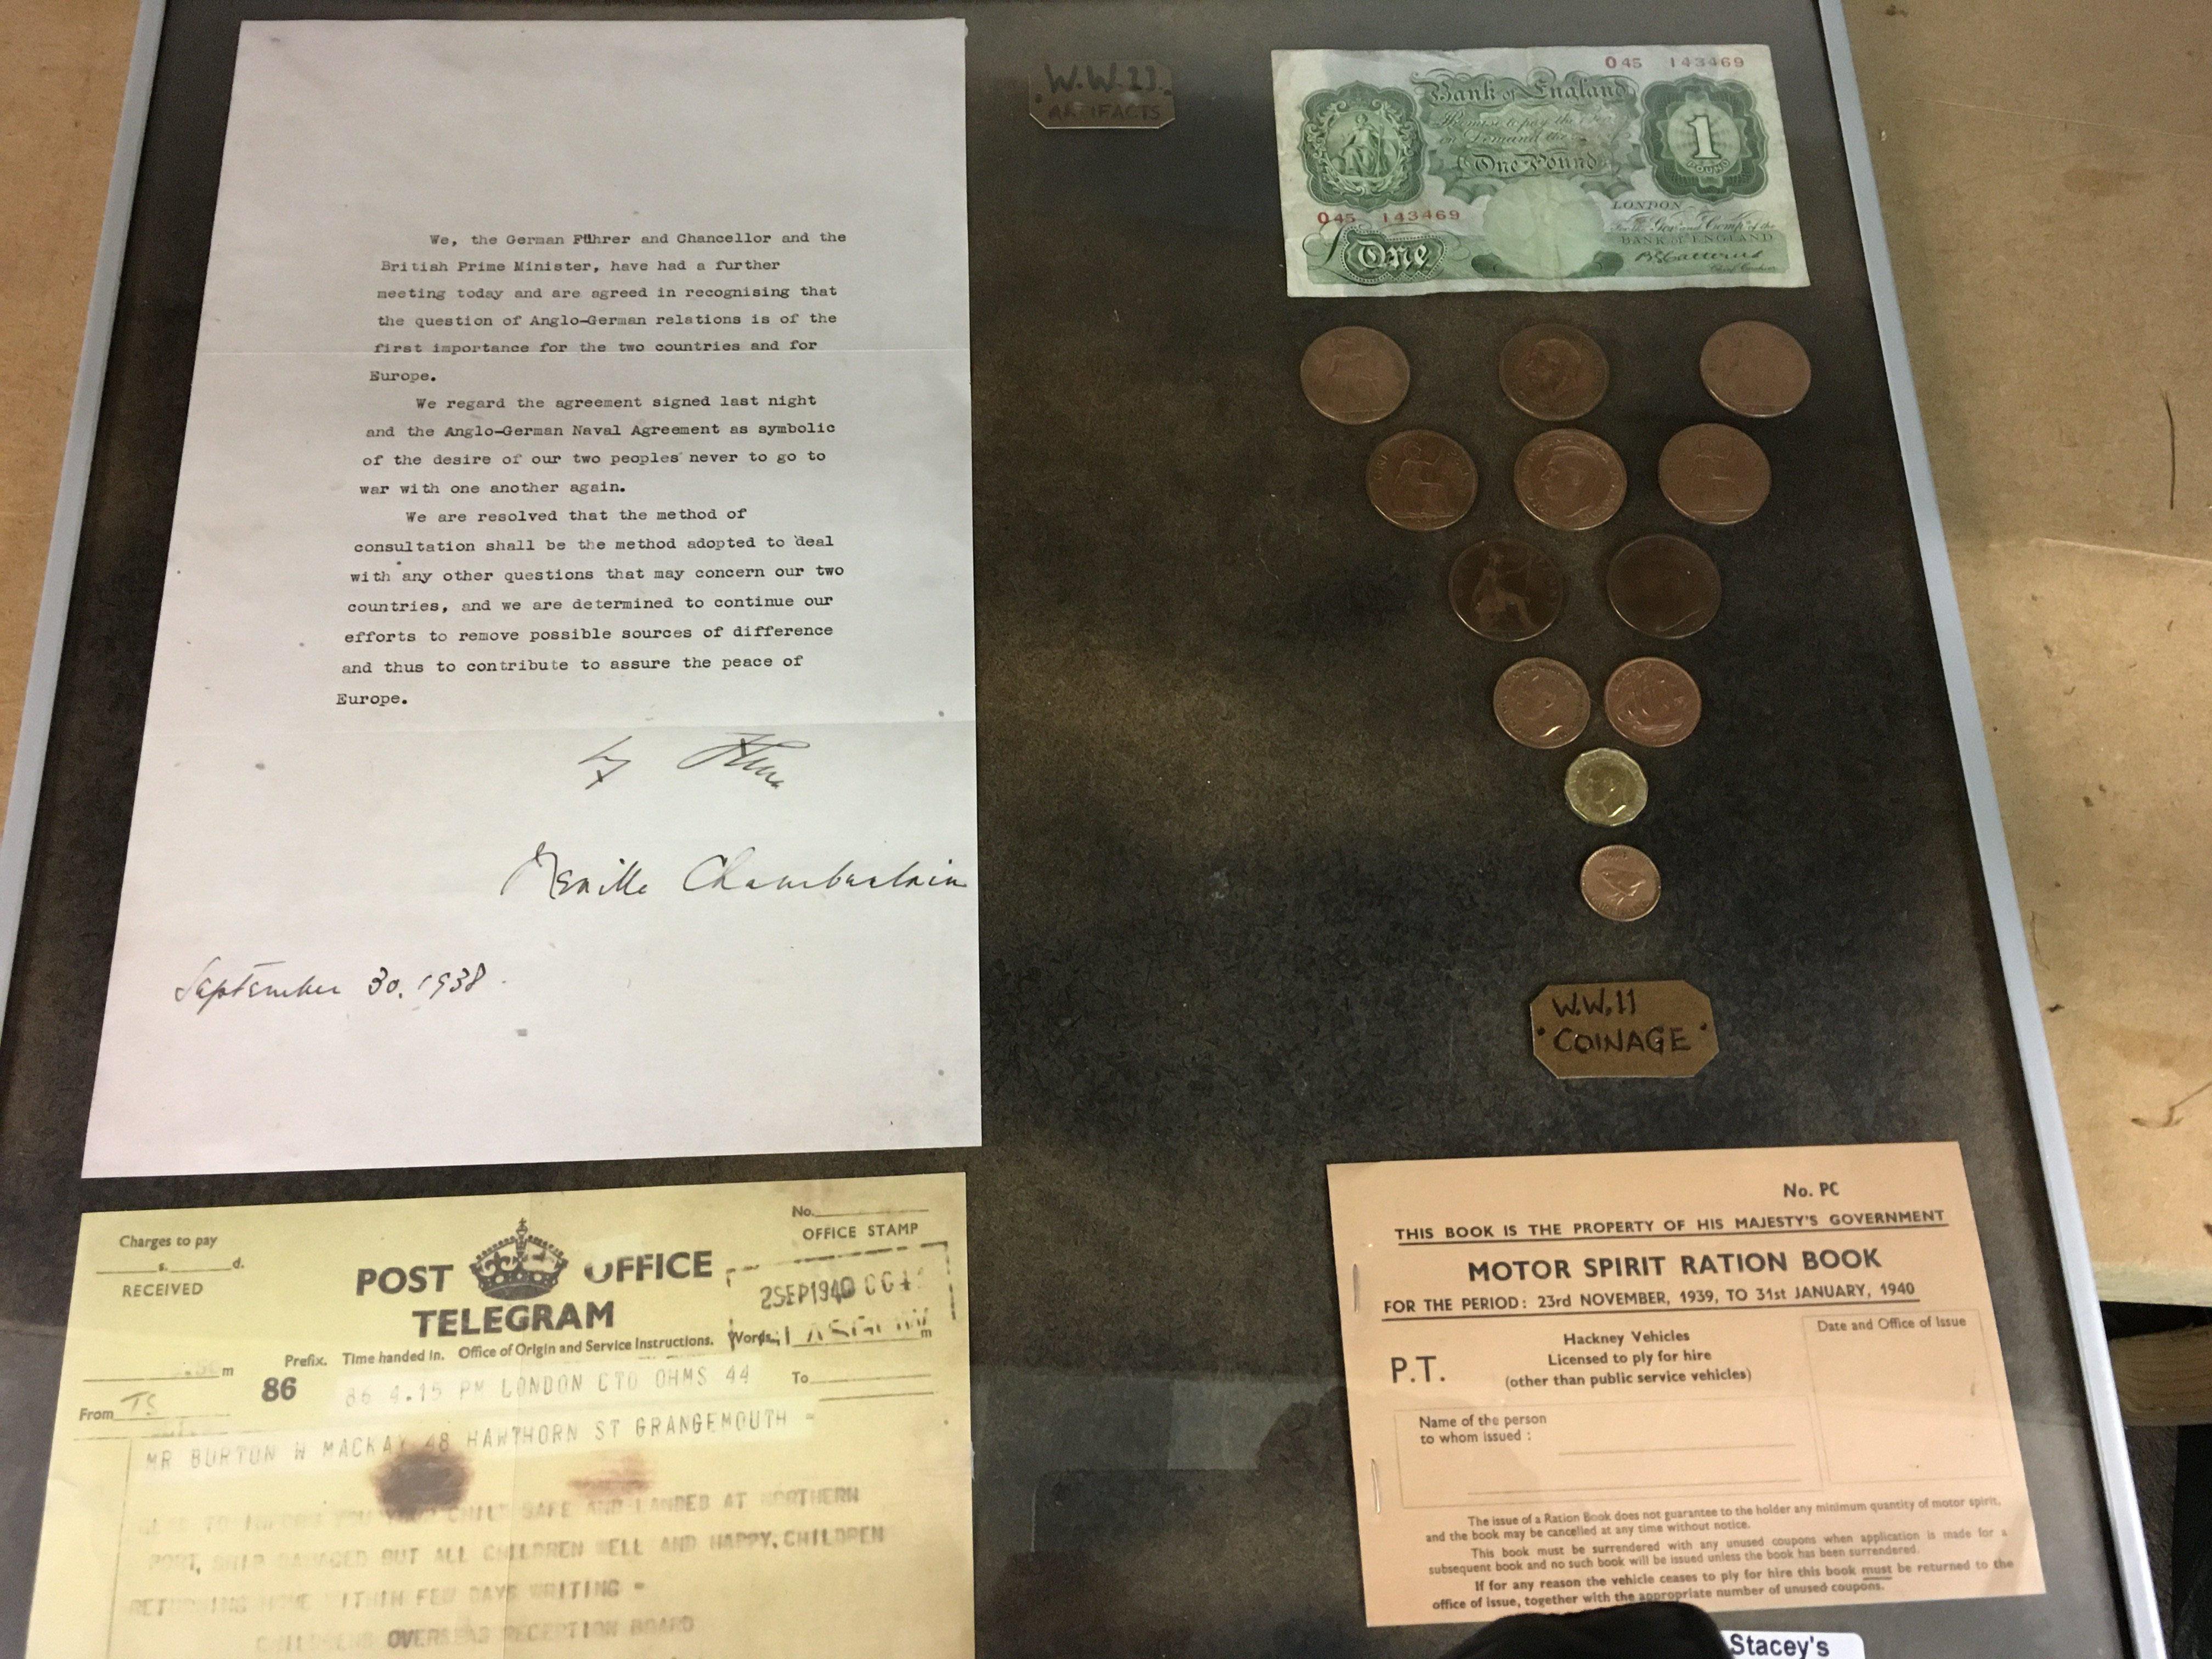 We, the German Führer and Chancellor and the
British Prime Minister, have had a further
meeting today and are agreed in recognising that
the question of Anglo-German relations is of the
first importance for the two countries and for
Europe.
We regard the agreement signed last night
and the Anglo-German Naval Agreement as symbolic
of the desire of our two peoples never to go to
war with one another again.
We are resolved that the method of
consultation shall be the method adopted to deal
with any other questions that may concern our two
countries, and we are determined to continue our
efforts to remove possible sources of difference
and thus to contribute to assure the peace of
Europe.
Neville Chamberlain
September 30, 1938.
W.W.11.
ARTIFACTS
O45 143469
Bank of England
One Pound
1
POUND
O45 143469
LONDON
BANK of ENGLAND
£One
W.W.11
COINAGE
Charges to pay
s. d.
RECEIVED
POST OFFICE
TELEGRAM
No.
OFFICE STAMP
2SEP1940
Prefix. Time handed in. Office of Origin and Service Instructions. Words.
m
m
86
86 4.15 PM LONDON CTO OHMS 44
To
From TS
MR BURTON W MACKAY 48 HAWTHORN ST GRANGEMOUTH =
CHILD SAFE AND LANDED AT NORTHERN
PORT, SHIP DAMAGED BUT ALL CHILDREN WELL AND HAPPY. CHILDREN
RETURNING HOME WITHIN FEW DAYS WRITING =
CHILDRENS OVERSEAS RECEPTION BOARD
No. PC
THIS BOOK IS THE PROPERTY OF HIS MAJESTY'S GOVERNMENT
MOTOR SPIRIT RATION BOOK
FOR THE PERIOD: 23rd NOVEMBER, 1939, TO 31st JANUARY, 1940
P.T.
Hackney Vehicles
Licensed to ply for hire
(other than public service vehicles)
Date and Office of Issue
Name of the person
to whom issued :
The issue of a Ration Book does not guarantee to the holder any minimum quantity of motor spirit,
and the book may be cancelled at any time without notice.
This book must be surrendered with any unused coupons when application is made for a
subsequent book and no such book will be issued unless the book has been surrendered.
If for any reason the vehicle ceases to ply for hire this book must be returned to the
office of issue, together with the appropriate number of unused coupons.
Stacey's